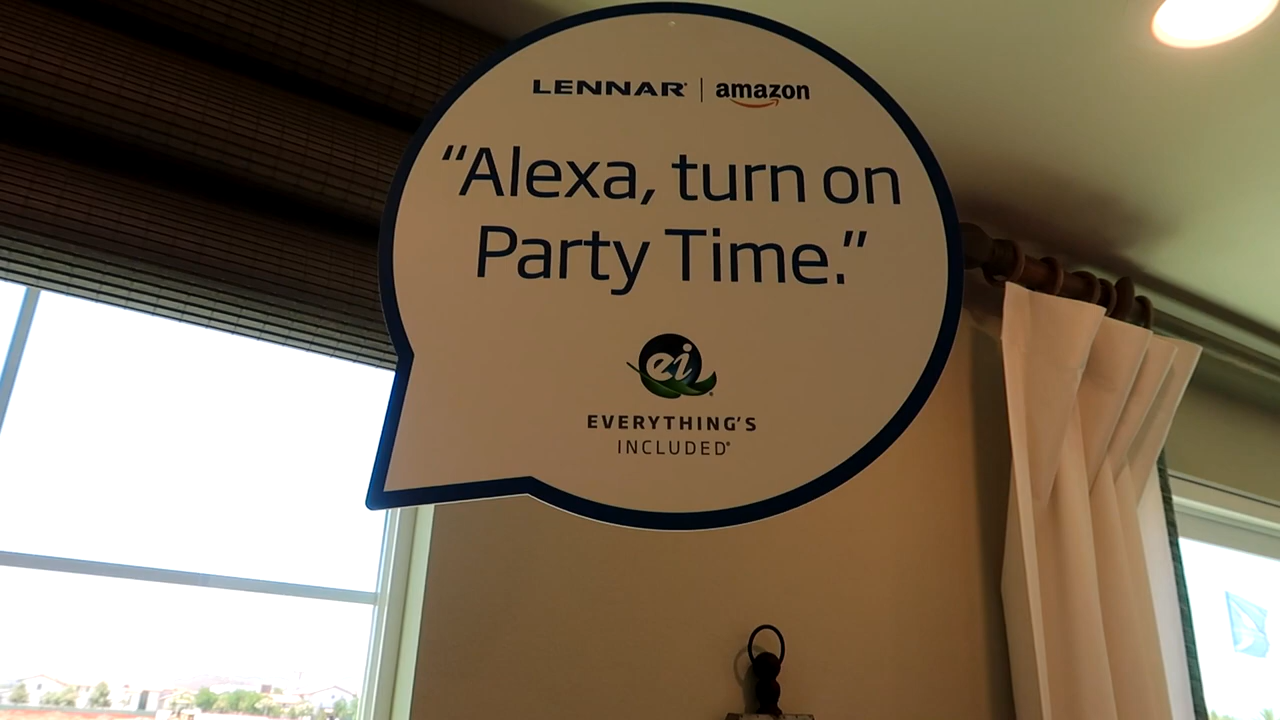 LENNAR® | amazon
“Alexa, turn on
Party Time.”
ei
EVERYTHING'S
INCLUDED®